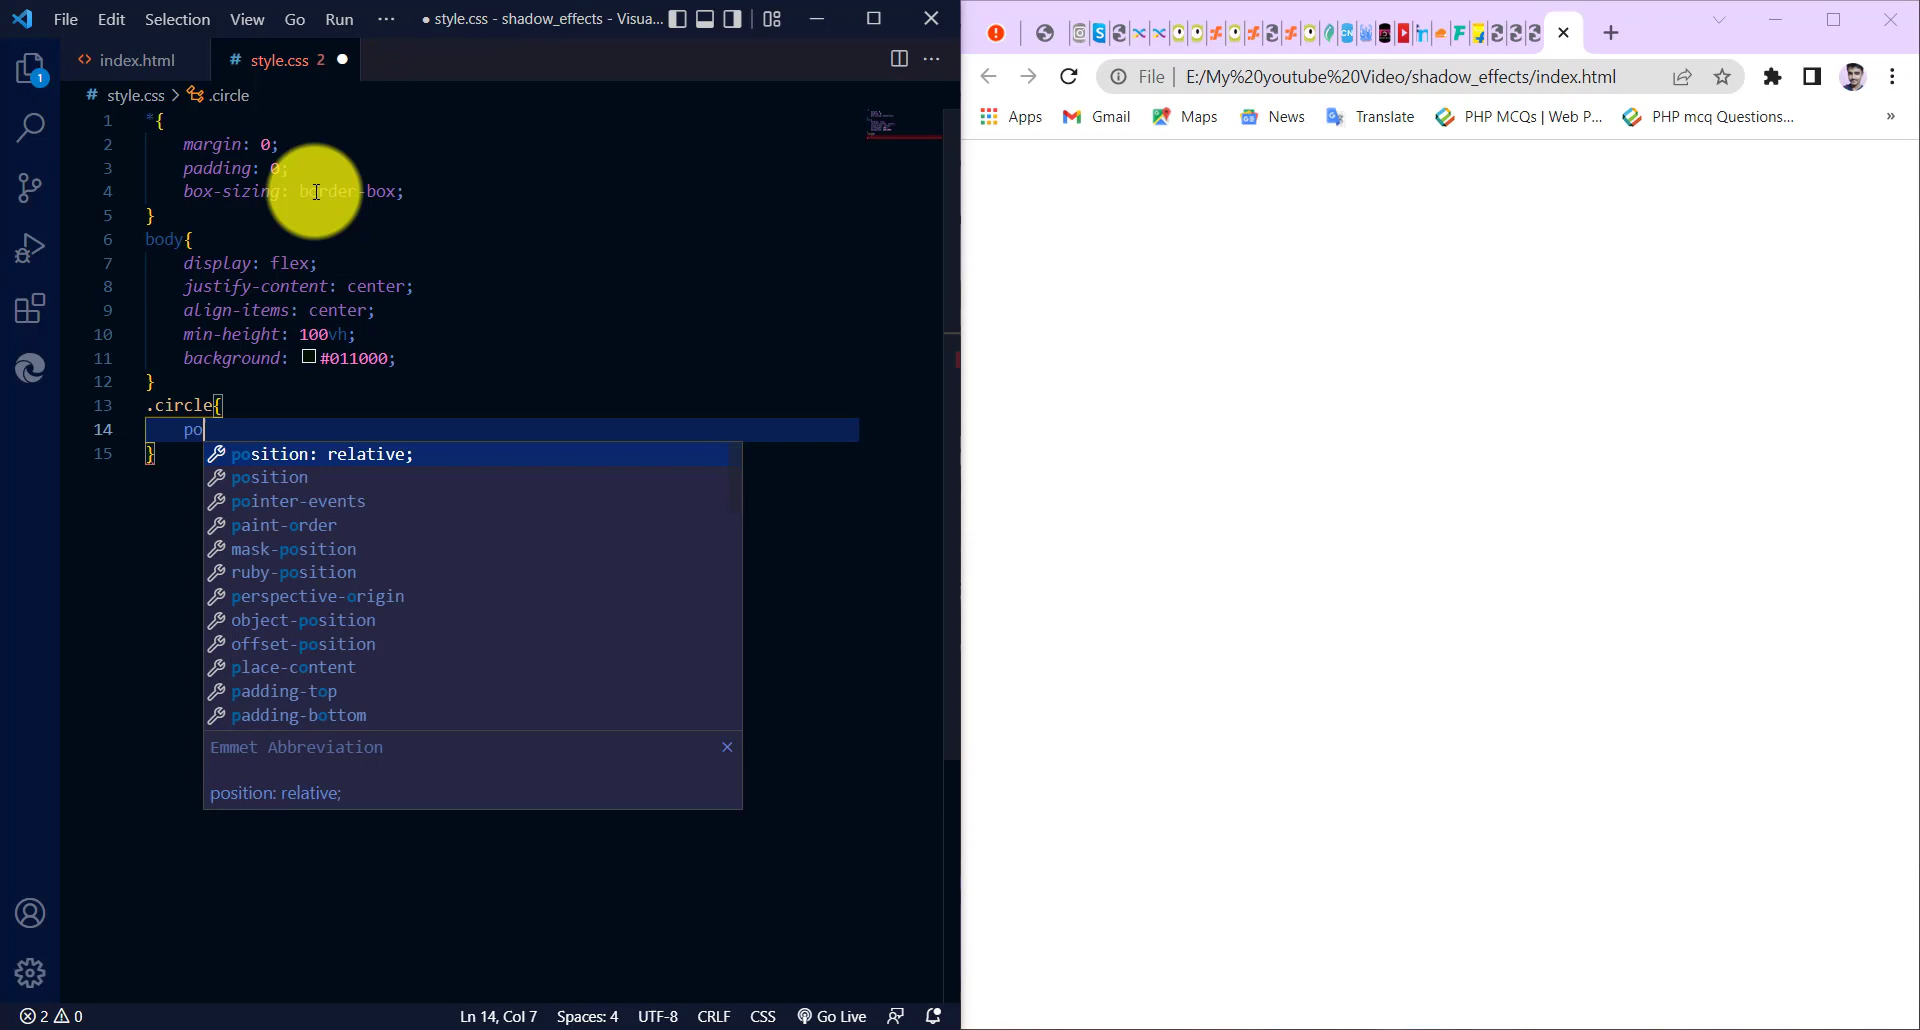 File Edit Selection View Go Run ··· ● style.css - shadow_effects - Visua...
index.html # style.css 2 ●
# style.css > .circle
1 *{
2 margin: 0;
3 padding: 0;
4 box-sizing: border-box;
5 }
6 body{
7 display: flex;
8 justify-content: center;
9 align-items: center;
10 min-height: 100vh;
11 background: #011000;
12 }
13 .circle{
14 po
15 }
position: relative;
position
pointer-events
paint-order
mask-position
ruby-position
perspective-origin
object-position
offset-position
place-content
padding-top
padding-bottom
Emmet Abbreviation
position: relative;
1
2 0 Ln 14, Col 7 Spaces: 4 UTF-8 CRLF CSS Go Live
File | E:/My%20youtube%20Video/shadow_effects/index.html
Apps Gmail Maps News Translate PHP MCQs | Web P... PHP mcq Questions... »